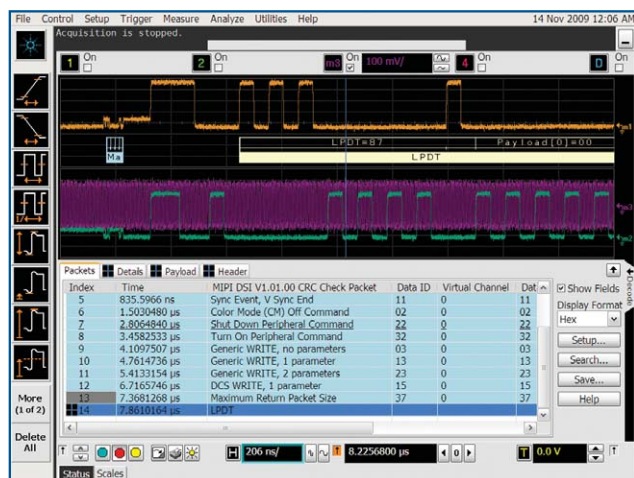 File Control Setup Trigger Measure Analyze Utilities Help 14 Nov 2009 12:06 AM
Acquisition is stopped.
1 On 2 On m3 On 100 mV/ 4 On D On
m1
LPDT=87 Payload[0]=00
Ma LPDT
m3
m2
Packets Details Payload Header
Decode
Index Time MIPI DSI V1.01.00 CRC Check Packet Data ID Virtual Channel Dat
5 835.5966 ns Sync Event, V Sync End 11 0 11
6 1.5030480 µs Color Mode (CM) Off Command 02 0 02
7 2.8064840 µs Shut Down Peripheral Command 22 0 22
8 3.4582533 µs Turn On Peripheral Command 32 0 32
9 4.1097507 µs Generic WRITE, no parameters 03 0 03
10 4.7614736 µs Generic WRITE, 1 parameter 13 0 13
11 5.4133154 µs Generic WRITE, 2 parameters 23 0 23
12 6.7165746 µs DCS WRITE, 1 parameter 15 0 15
13 7.3681268 µs Maximum Return Packet Size 37 0 37
14 7.8610164 µs LPDT
Show Fields
Display Format
Hex
Setup...
Search...
Save...
Help
More
(1 of 2)
Delete
All
H 206 ns/ T 8.2256800 µs 0 T 0.0 V
Status Scales